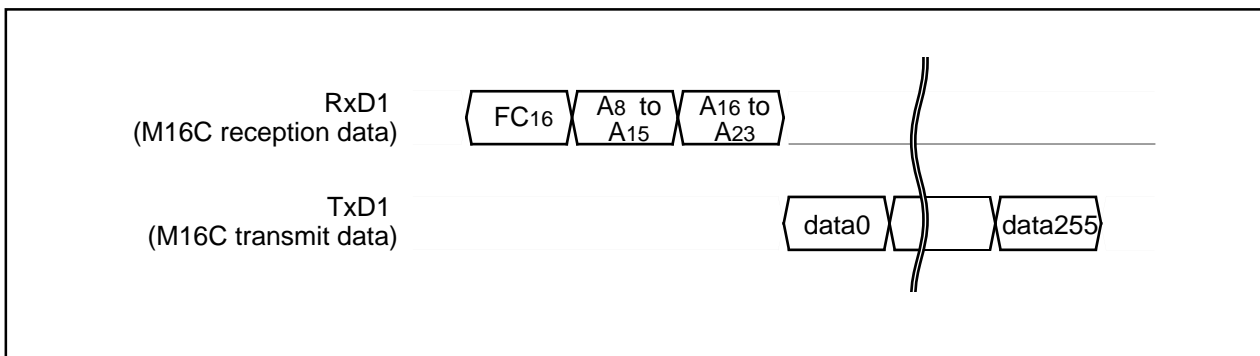 RxD1
(M16C reception data)
FC16
A8 to
A15
A16 to
A23
TxD1
(M16C transmit data)
data0
data255